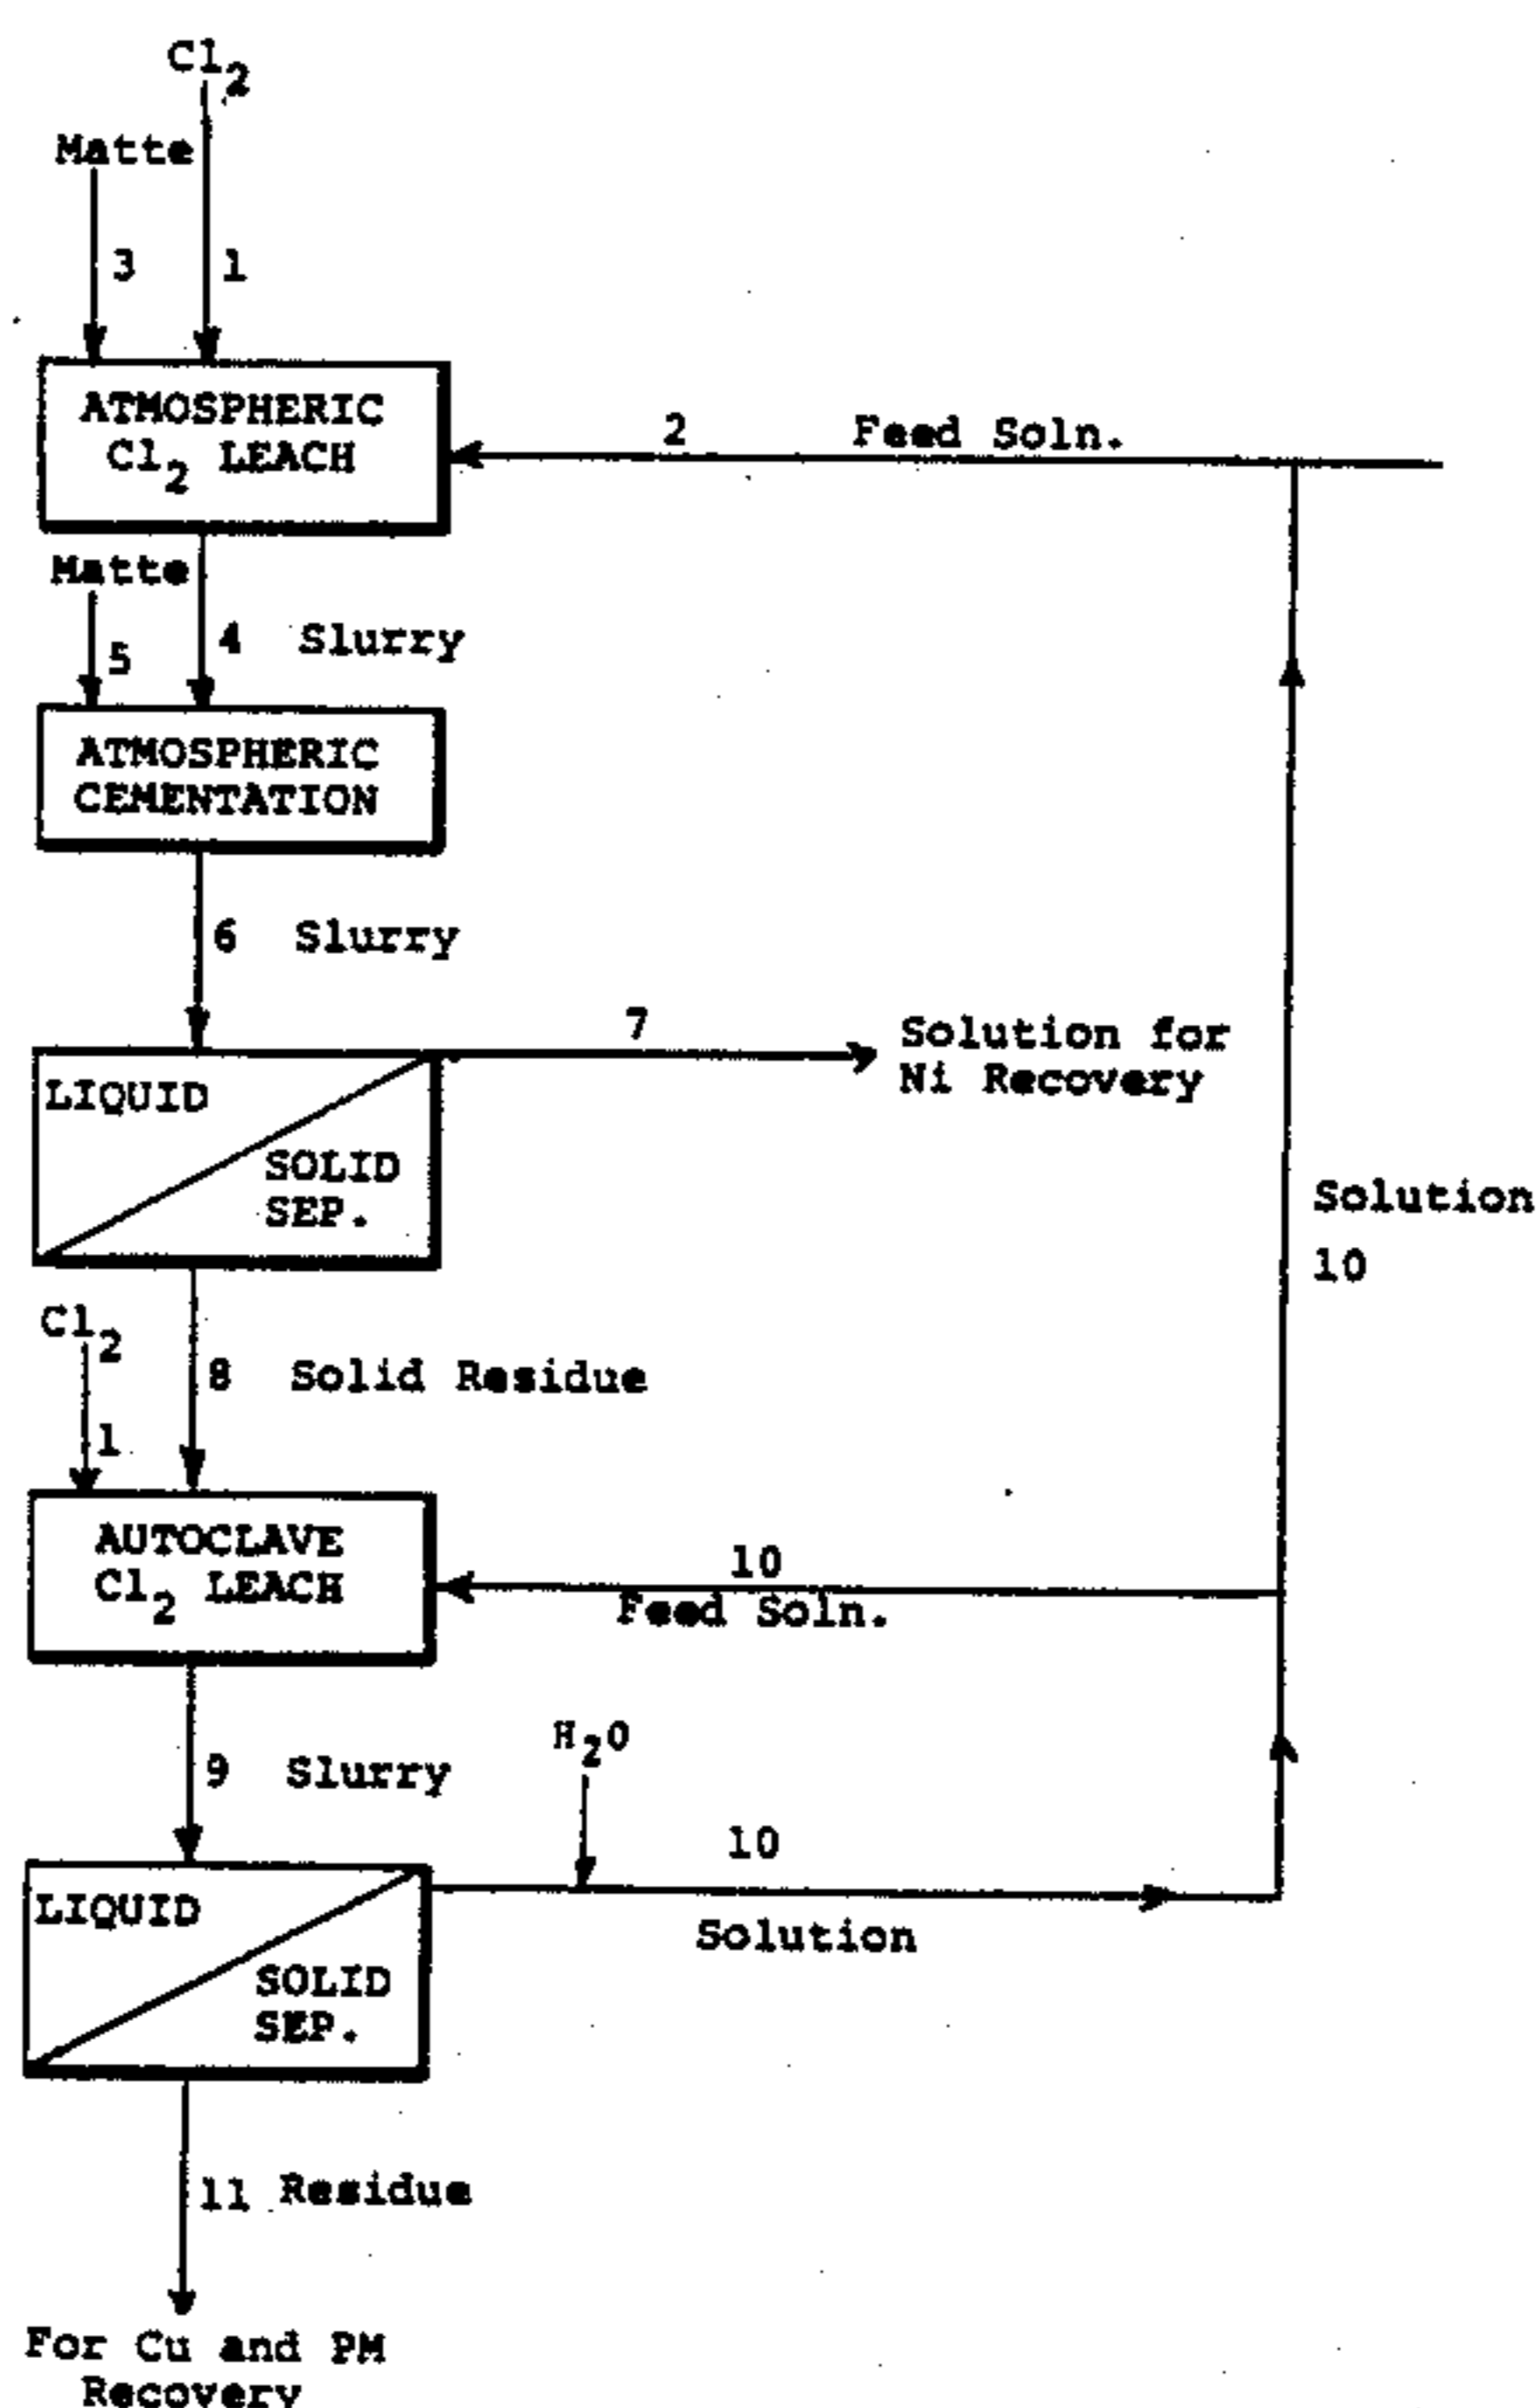 Cl2
Matte
3
1
ATMOSPHERIC
Cl2 LEACH
2 Feed Soln.
Matte
5
4 Slurry
ATMOSPHERIC
CEMENTATION
6 Slurry
7
Solution for
Ni Recovery
LIQUID
SOLID
SEP.
Solution
10
Cl2
8 Solid Residue
1
AUTOCLAVE
Cl2 LEACH
10
Feed Soln.
9 Slurry
H2O
10
Solution
LIQUID
SOLID
SEP.
11 Residue
For Cu and PM
Recovery